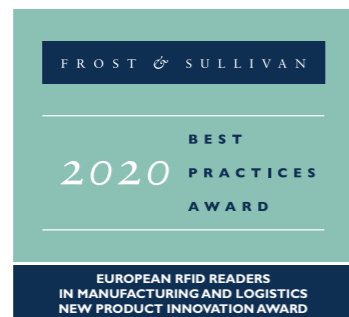 FROST & SULLIVAN
BEST
2020 PRACTICES
AWARD
EUROPEAN RFID READERS
IN MANUFACTURING AND LOGISTICS
NEW PRODUCT INNOVATION AWARD